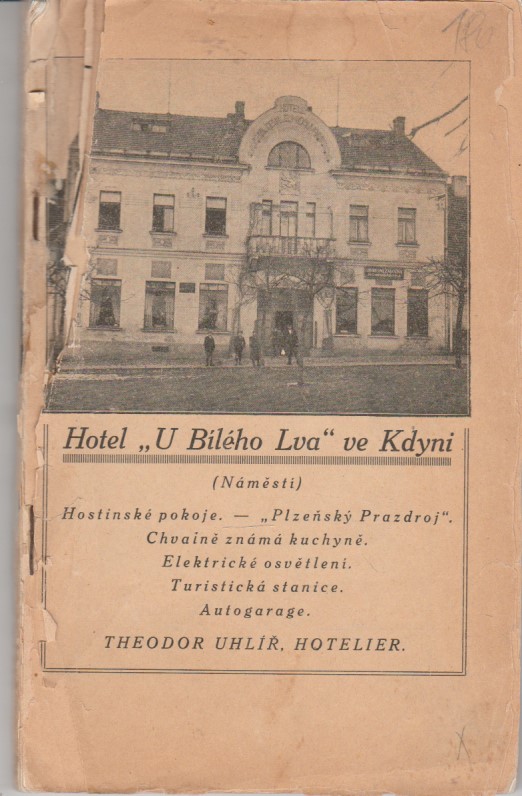 HOTEL
Hotel „U Bílého Lva“ ve Kdyni
(Náměstí)
Hostinské pokoje. — „Plzeňský Prazdroj“.
Chvalně známá kuchyně.
Elektrické osvětlení.
Turistická stanice.
Autogarage.
THEODOR UHLÍŘ, HOTELIER.